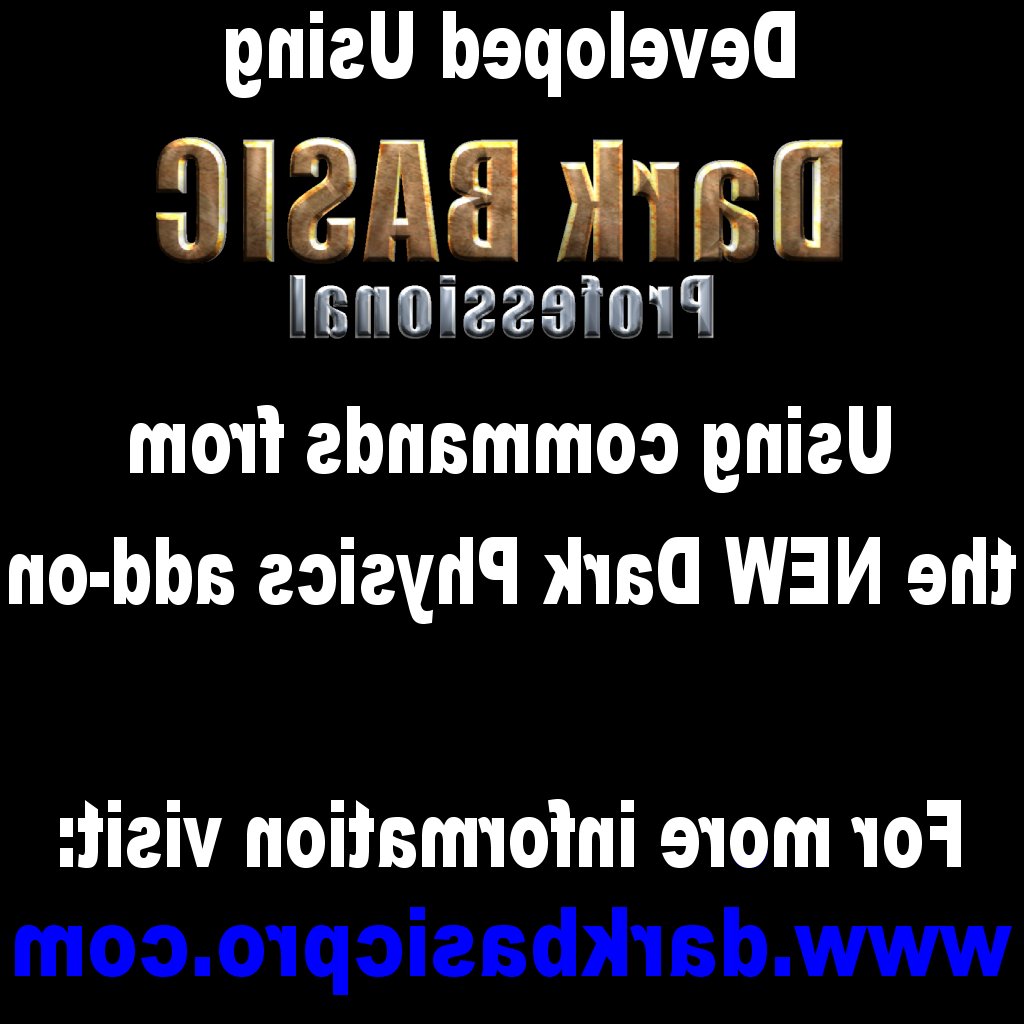 Developed Using
Dark BASIC
Professional
Using commands from
the NEW Dark Physics add-on
For more information visit:
www.darkbasicpro.com